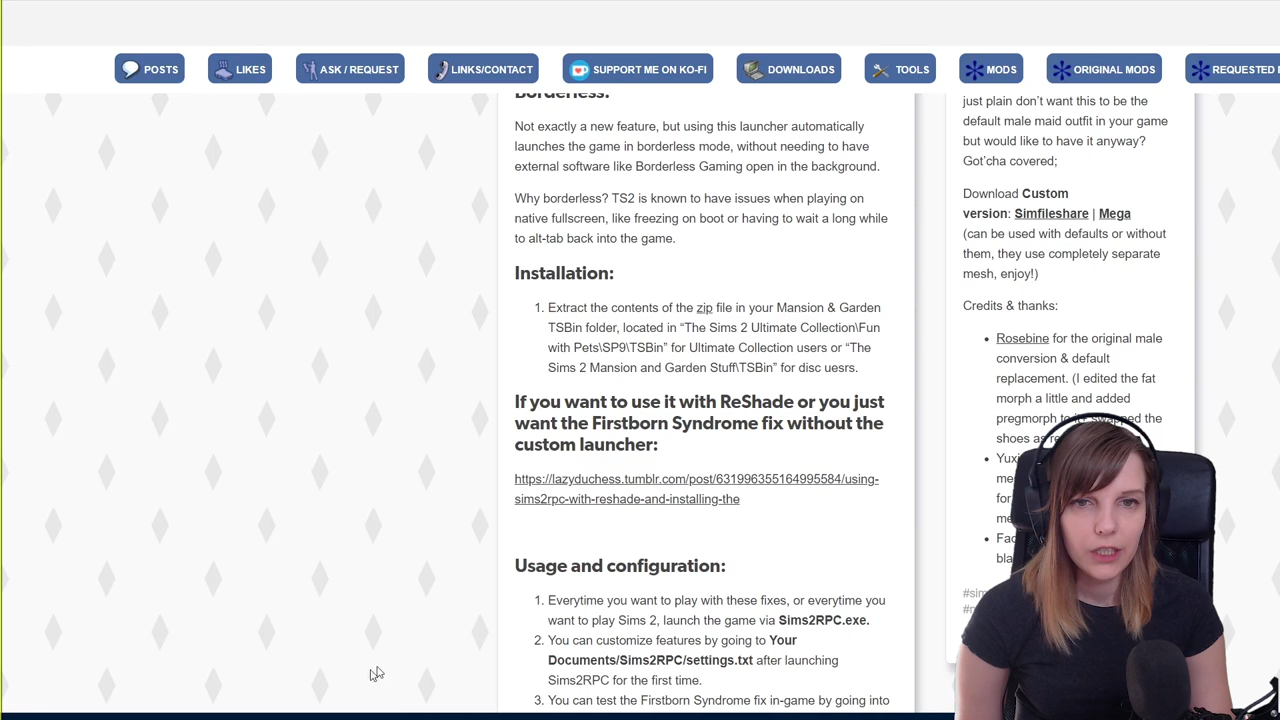 POSTS
LIKES
ASK / REQUEST
LINKS/CONTACT
SUPPORT ME ON KO-FI
DOWNLOADS
TOOLS
MODS
ORIGINAL MODS
REQUESTED
Borderless:
Not exactly a new feature, but using this launcher automatically
launches the game in borderless mode, without needing to have
external software like Borderless Gaming open in the background.
Why borderless? TS2 is known to have issues when playing on
native fullscreen, like freezing on boot or having to wait a long while
to alt-tab back into the game.
Installation:
1. Extract the contents of the zip file in your Mansion & Garden
TSBin folder, located in “The Sims 2 Ultimate Collection\Fun
with Pets\SP9\TSBin” for Ultimate Collection users or “The
Sims 2 Mansion and Garden Stuff\TSBin” for disc uesrs.
If you want to use it with ReShade or you just
want the Firstborn Syndrome fix without the
custom launcher:
https://lazyduchess.tumblr.com/post/631996355164995584/using-
sims2rpc-with-reshade-and-installing-the
Usage and configuration:
1. Everytime you want to play with these fixes, or everytime you
want to play Sims 2, launch the game via Sims2RPC.exe.
2. You can customize features by going to Your
Documents/Sims2RPC/settings.txt after launching
Sims2RPC for the first time.
3. You can test the Firstborn Syndrome fix in-game by going into
just plain don’t want this to be the
default male maid outfit in your game
but would like to have it anyway?
Got’cha covered;
Download Custom
version: Simfileshare | Mega
(can be used with defaults or without
them, they use completely separate
mesh, enjoy!)
Credits & thanks:
• Rosebine for the original male
conversion & default
replacement. (I edited the fat
morph a little and added
pregmorph to it, swapped the
shoes as
• Yuxi
me
for
me
• Fac
bla
#sim